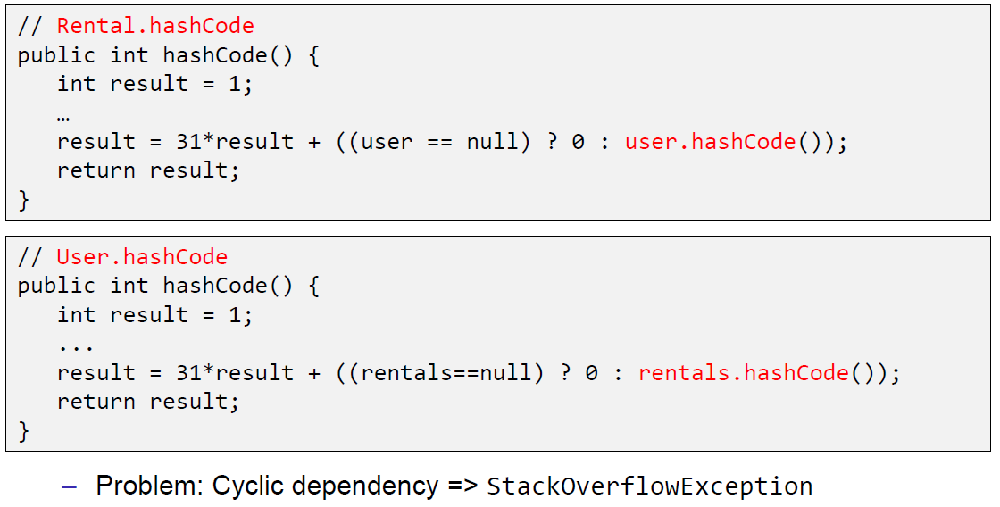 // Rental.hashCode
public int hashCode() {
   int result = 1;
   …
   result = 31*result + ((user == null) ? 0 : user.hashCode());
   return result;
}
// User.hashCode
public int hashCode() {
   int result = 1;
   ...
   result = 31*result + ((rentals==null) ? 0 : rentals.hashCode());
   return result;
}
– Problem: Cyclic dependency => StackOverflowException